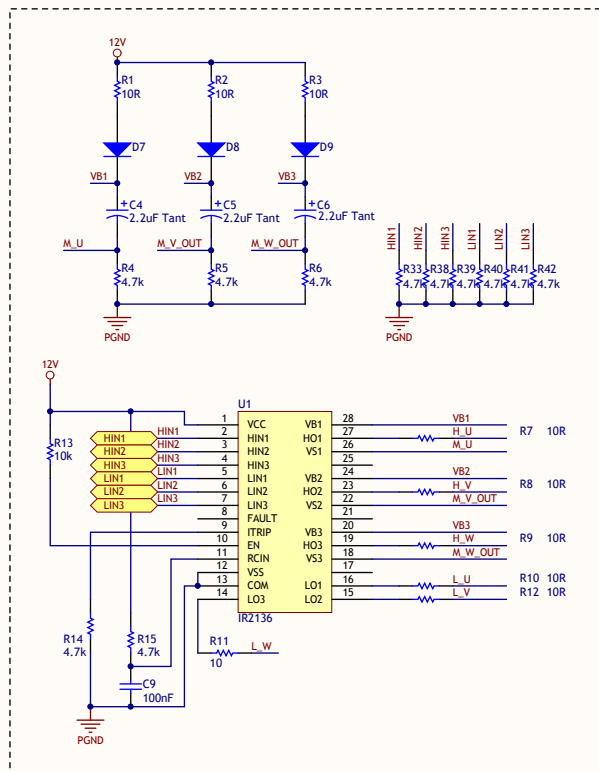 12V
R1
10R
R2
10R
R3
10R
D7
D8
D9
VB1
VB2
VB3
C4
2.2uF Tant
C5
2.2uF Tant
C6
2.2uF Tant
M_U
M_V_OUT
M_W_OUT
R4
4.7k
R5
4.7k
R6
4.7k
PGND
HIN1
HIN2
HIN3
LIN1
LIN2
LIN3
R33
4.7k
R38
4.7k
R39
4.7k
R40
4.7k
R41
4.7k
R42
4.7k
PGND
12V
R13
10k
HIN1 HIN1
HIN2 HIN2
HIN3 HIN3
LIN1 LIN1
LIN2 LIN2
LIN3 LIN3
U1
1 VCC VB1 28 VB1
2 HIN1 HO1 27 H_U R7 10R
3 HIN2 VS1 26 M_U
4 HIN3 25
5 LIN1 VB2 24 VB2
6 LIN2 HO2 23 H_V R8 10R
7 LIN3 VS2 22 M_V_OUT
8 FAULT 21
9 ITRIP VB3 20 VB3
10 EN HO3 19 H_W R9 10R
11 RCIN VS3 18 M_W_OUT
12 VSS 17
13 COM LO1 16 L_U R10 10R
14 LO3 LO2 15 L_V R12 10R
IR2136
R14
4.7k
R15
4.7k
R11
10
L_W
C9
100nF
PGND